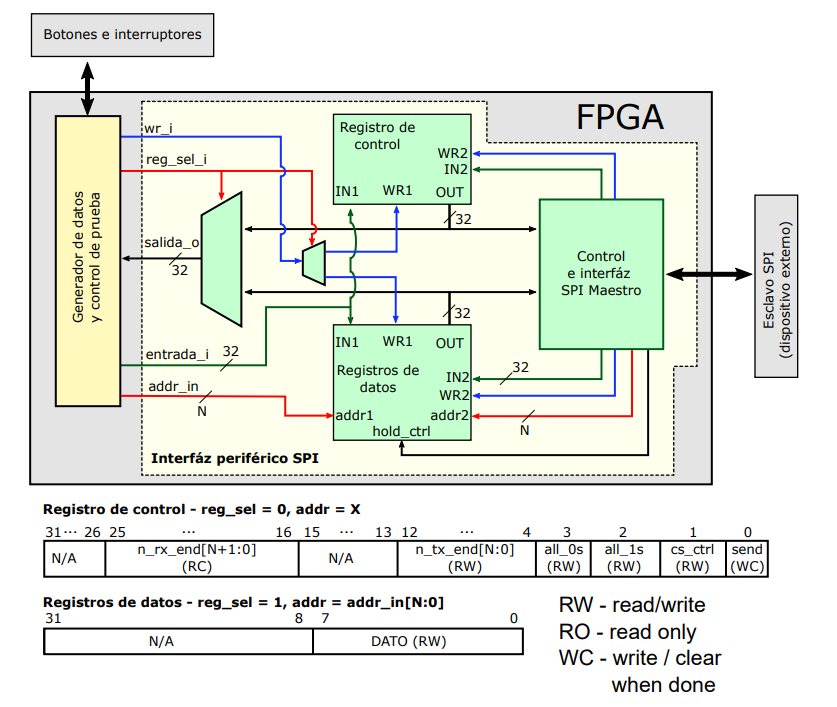 Botones e interruptores
FPGA
Generador de datos
y control de prueba
wr_i
reg_sel_i
salida_o
32
entrada_i
32
addr_in
N
Registro de
control
WR2
IN2
IN1
WR1
OUT
32
32
IN1
WR1
OUT
Registros de
datos
IN2
WR2
addr1
addr2
hold_ctrl
32
N
Control
e interfáz
SPI Maestro
Esclavo SPI
(dispositivo externo)
Interfáz periférico SPI
Registro de control - reg_sel = 0, addr = X
31 ··· 26 25 ··· 16 15 ··· 13 12 ··· 4 3 2 1 0
N/A n_rx_end[N+1:0] N/A n_tx_end[N:0] all_0s all_1s cs_ctrl send
(RC) (RW) (RW) (RW) (RW) (WC)
Registros de datos - reg_sel = 1, addr = addr_in[N:0]
31 8 7 0
N/A DATO (RW)
RW - read/write
RO - read only
WC - write / clear
when done